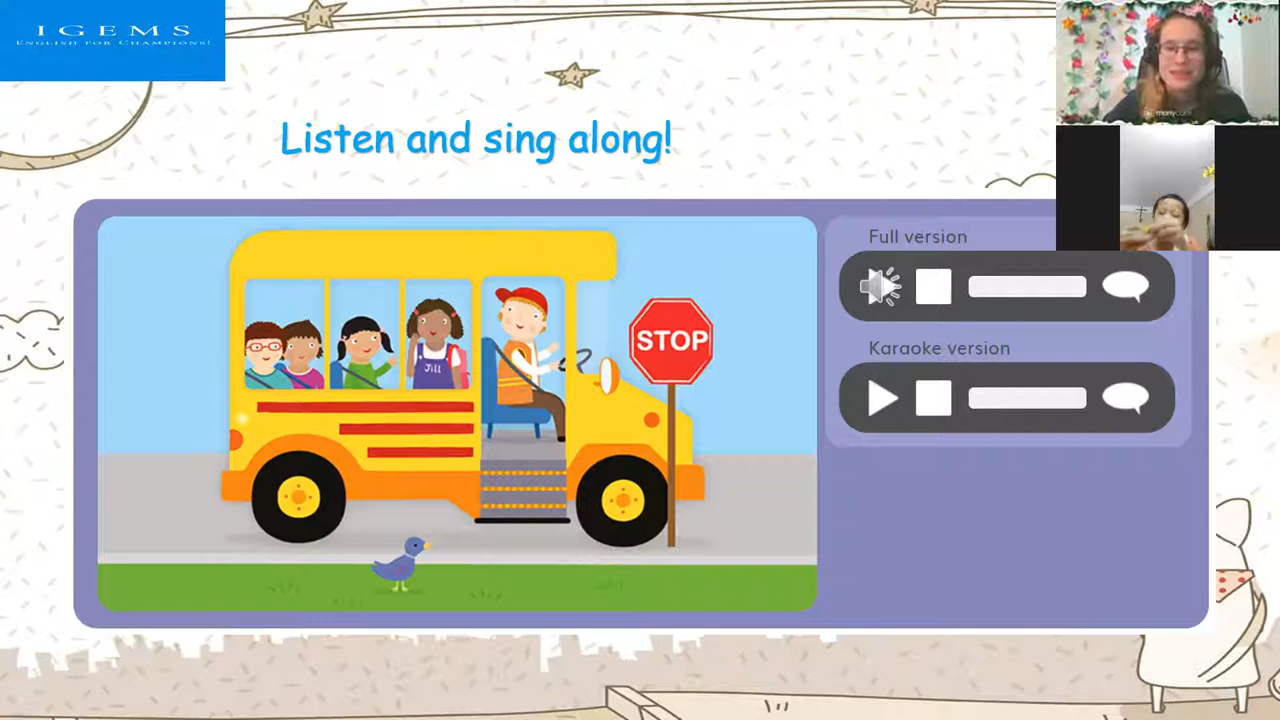 IGEMS
ENGLISH FOR CHAMPIONS!
Listen and sing along!
Full version
Karaoke version
STOP
Jill